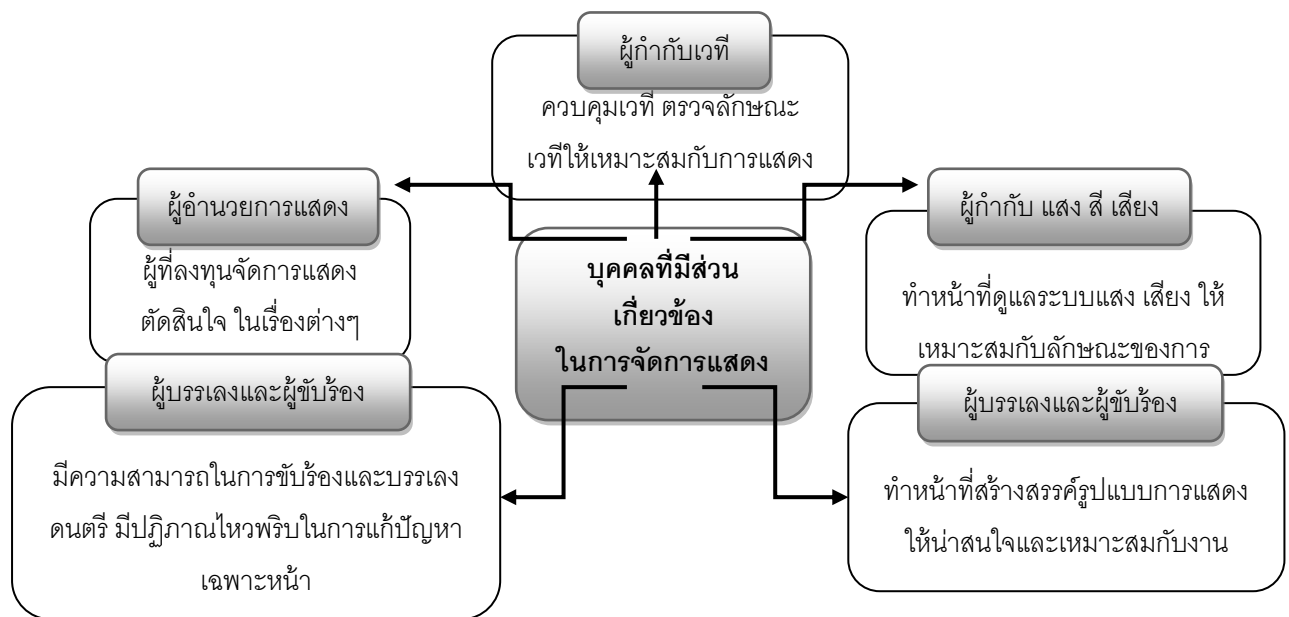 ผู้กำกับเวที
ควบคุมเวที ตรวจลักษณะ
เวทีให้เหมาะสมกับการแสดง
ผู้อำนวยการแสดง
ผู้ที่ลงทุนจัดการแสดง
ตัดสินใจ ในเรื่องต่างๆ
ผู้กำกับ แสง สี เสียง
ทำหน้าที่ดูแลระบบแสง เสียง ให้
เหมาะสมกับลักษณะของการ
บุคคลที่มีส่วน
เกี่ยวข้อง
ในการจัดการแสดง
ผู้บรรเลงและผู้ขับร้อง
มีความสามารถในการขับร้องและบรรเลง
ดนตรี มีปฏิภาณไหวพริบในการแก้ปัญหา
เฉพาะหน้า
ผู้บรรเลงและผู้ขับร้อง
ทำหน้าที่สร้างสรรค์รูปแบบการแสดง
ให้น่าสนใจและเหมาะสมกับงาน